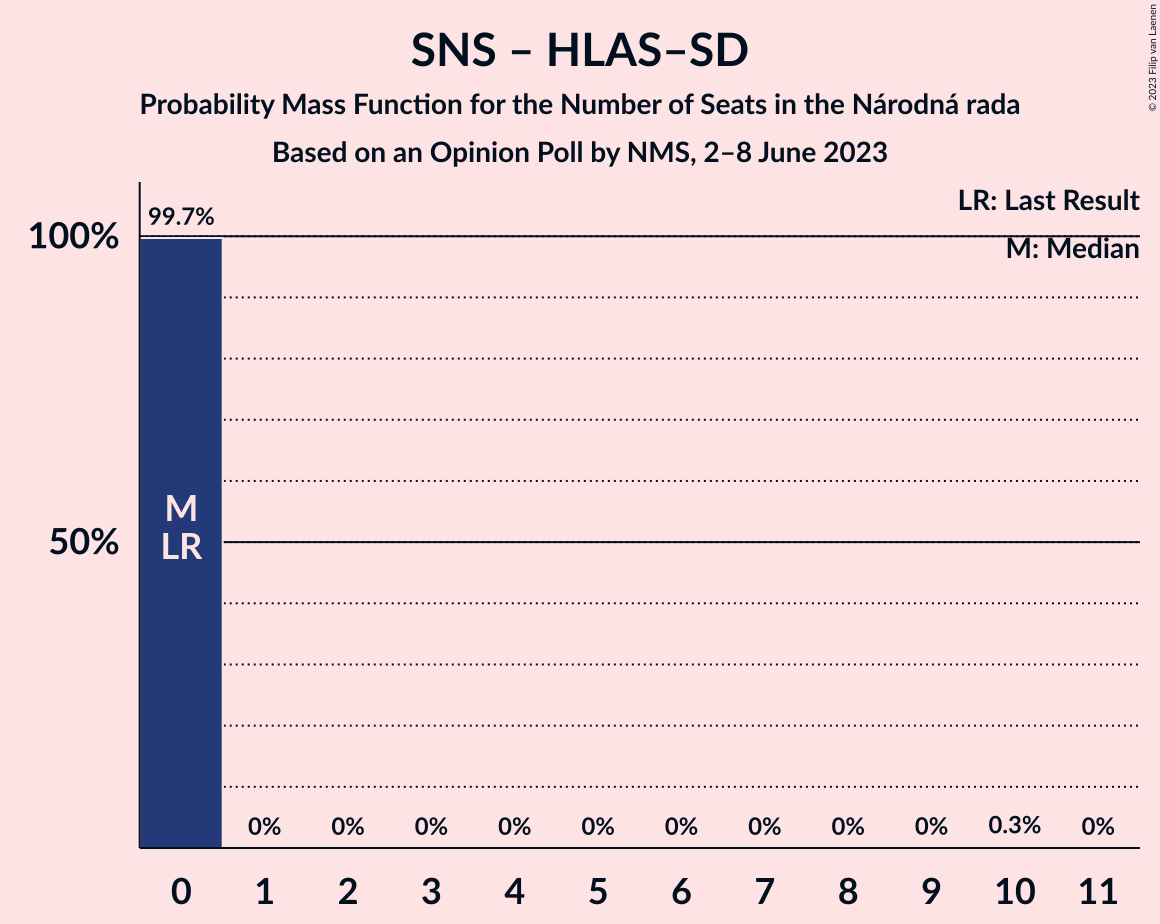 SNS – HLAS–SD
Probability Mass Function for the Number of Seats in the Národná rada
Based on an Opinion Poll by NMS, 2–8 June 2023
© 2023 Filip van Laenen
LR: Last Result
M: Median
99.7%
100%
50%
M
LR
0% 0% 0% 0% 0% 0% 0% 0% 0% 0.3% 0%
0 1 2 3 4 5 6 7 8 9 10 11